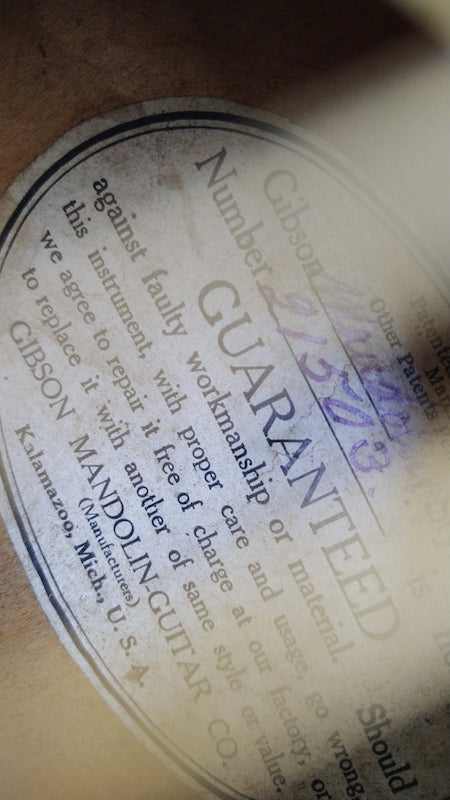 Patented
Other Patents
Gibson
Number 21503
is
GUARANTEED
against faulty workmanship or material. Should
this instrument, with proper care and usage, go wrong
we agree to repair it free of charge at our factory, or
to replace it with another of same style or value.
GIBSON MANDOLIN-GUITAR CO.
(Manufacturers)
Kalamazoo, Mich., U. S. A.